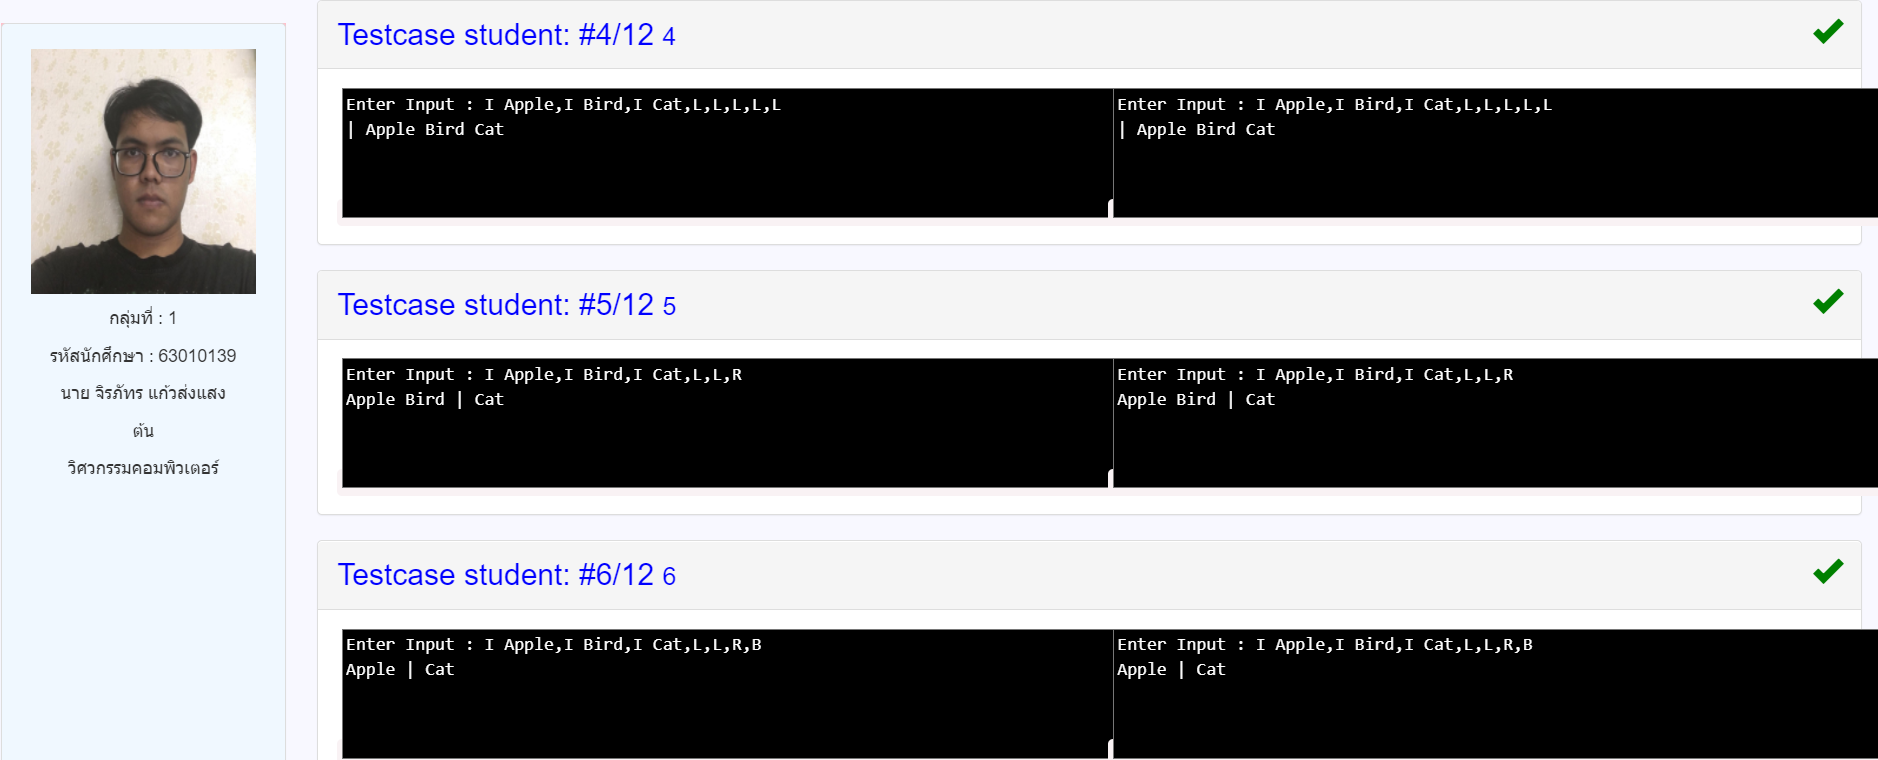 กลุ่มที่ : 1
รหัสนักศึกษา : 63010139
นาย จิรภัทร แก้วส่งแสง
ต้น
วิศวกรรมคอมพิวเตอร์
Testcase student: #4/12 4
Enter Input : I Apple,I Bird,I Cat,L,L,L,L,L
| Apple Bird Cat
Enter Input : I Apple,I Bird,I Cat,L,L,L,L,L
| Apple Bird Cat
Testcase student: #5/12 5
Enter Input : I Apple,I Bird,I Cat,L,L,R
Apple Bird | Cat
Enter Input : I Apple,I Bird,I Cat,L,L,R
Apple Bird | Cat
Testcase student: #6/12 6
Enter Input : I Apple,I Bird,I Cat,L,L,R,B
Apple | Cat
Enter Input : I Apple,I Bird,I Cat,L,L,R,B
Apple | Cat